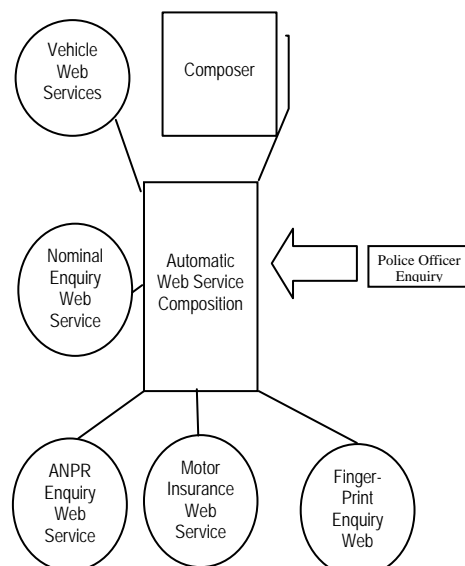 Vehicle
Web
Services
Composer
Nominal
Enquiry
Web
Service
Automatic
Web Service
Composition
Police Officer
Enquiry
ANPR
Enquiry
Web
Service
Motor
Insurance
Web
Service
Finger-
Print
Enquiry
Web